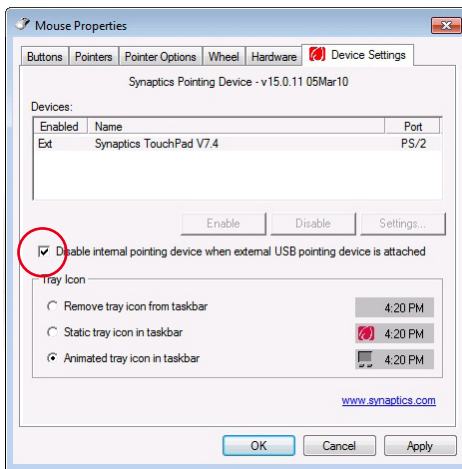 Mouse Properties
Buttons Pointers Pointer Options Wheel Hardware Device Settings
Synaptics Pointing Device - v15.0.11 05Mar10
Devices:
Enabled Name Port
Ext Synaptics TouchPad V7.4 PS/2
Enable Disable Settings...
Disable internal pointing device when external USB pointing device is attached
Tray Icon
Remove tray icon from taskbar 4:20 PM
Static tray icon in taskbar 4:20 PM
Animated tray icon in taskbar 4:20 PM
www.synaptics.com
OK Cancel Apply